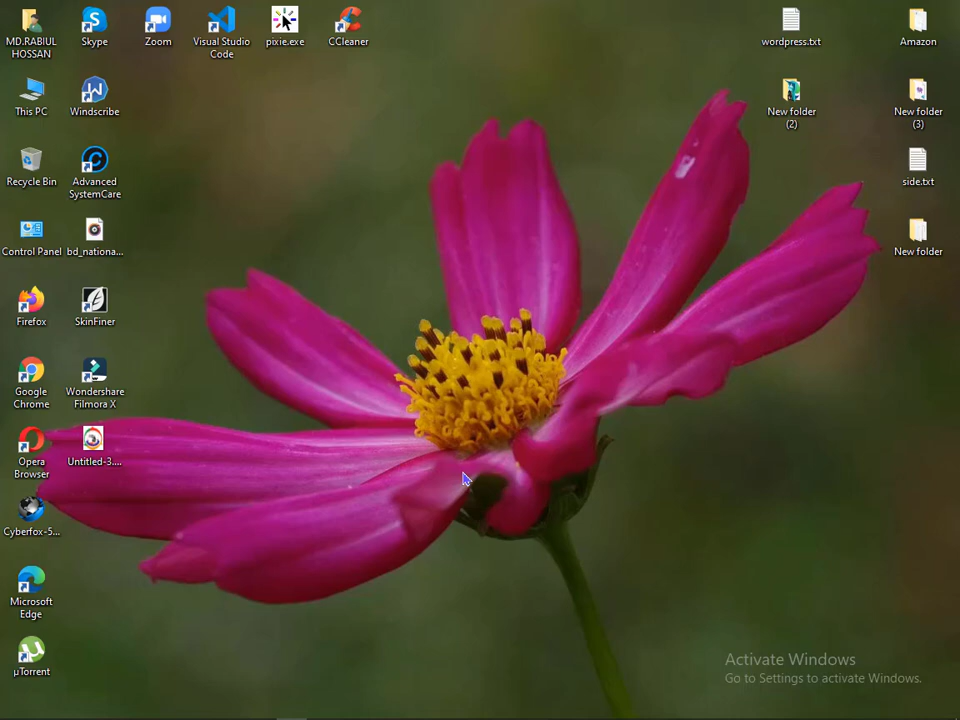 MD.RABIUL
HOSSAN
Skype
Zoom
Visual Studio
Code
pixie.exe
CCleaner
wordpress.txt
Amazon
This PC
Windscribe
New folder
(2)
New folder
(3)
Recycle Bin
Advanced
SystemCare
side.txt
Control Panel
bd_nationa...
New folder
Firefox
SkinFiner
Google
Chrome
Wondershare
Filmora X
Opera
Browser
Untitled-3....
Cyberfox-5...
Microsoft
Edge
µTorrent
Activate Windows
Go to Settings to activate Windows.